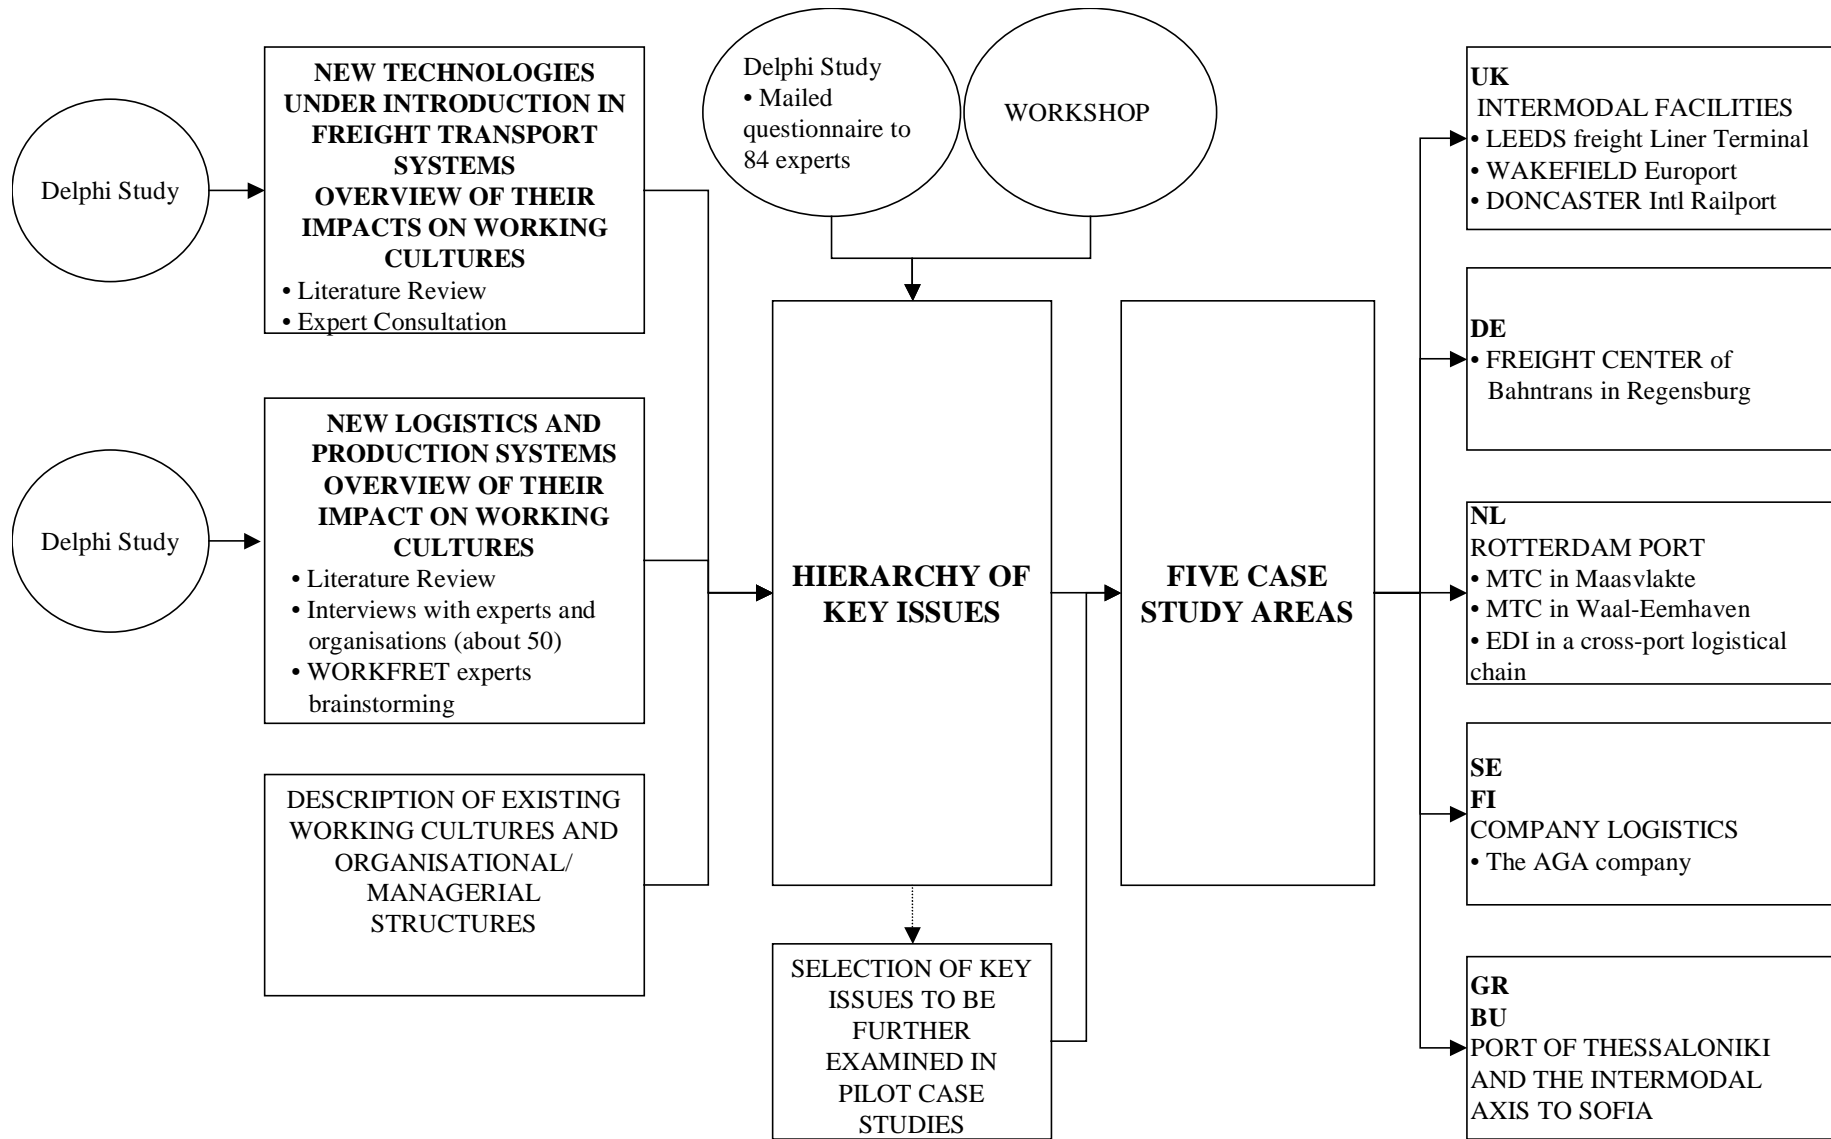 Delphi Study
NEW TECHNOLOGIES
UNDER INTRODUCTION IN
FREIGHT TRANSPORT
SYSTEMS
OVERVIEW OF THEIR
IMPACTS ON WORKING
CULTURES
• Literature Review
• Expert Consultation
Delphi Study
NEW LOGISTICS AND
PRODUCTION SYSTEMS
OVERVIEW OF THEIR
IMPACT ON WORKING
CULTURES
• Literature Review
• Interviews with experts and
organisations (about 50)
• WORKFRET experts
brainstorming
DESCRIPTION OF EXISTING
WORKING CULTURES AND
ORGANISATIONAL/
MANAGERIAL
STRUCTURES
Delphi Study
• Mailed
questionnaire to
84 experts
WORKSHOP
HIERARCHY OF
KEY ISSUES
SELECTION OF KEY
ISSUES TO BE
FURTHER
EXAMINED IN
PILOT CASE
STUDIES
FIVE CASE
STUDY AREAS
UK
INTERMODAL FACILITIES
• LEEDS freight Liner Terminal
• WAKEFIELD Europort
• DONCASTER Intl Railport
DE
• FREIGHT CENTER of
Bahntrans in Regensburg
NL
ROTTERDAM PORT
• MTC in Maasvlakte
• MTC in Waal-Eemhaven
• EDI in a cross-port logistical
chain
SE
FI
COMPANY LOGISTICS
• The AGA company
GR
BU
PORT OF THESSALONIKI
AND THE INTERMODAL
AXIS TO SOFIA